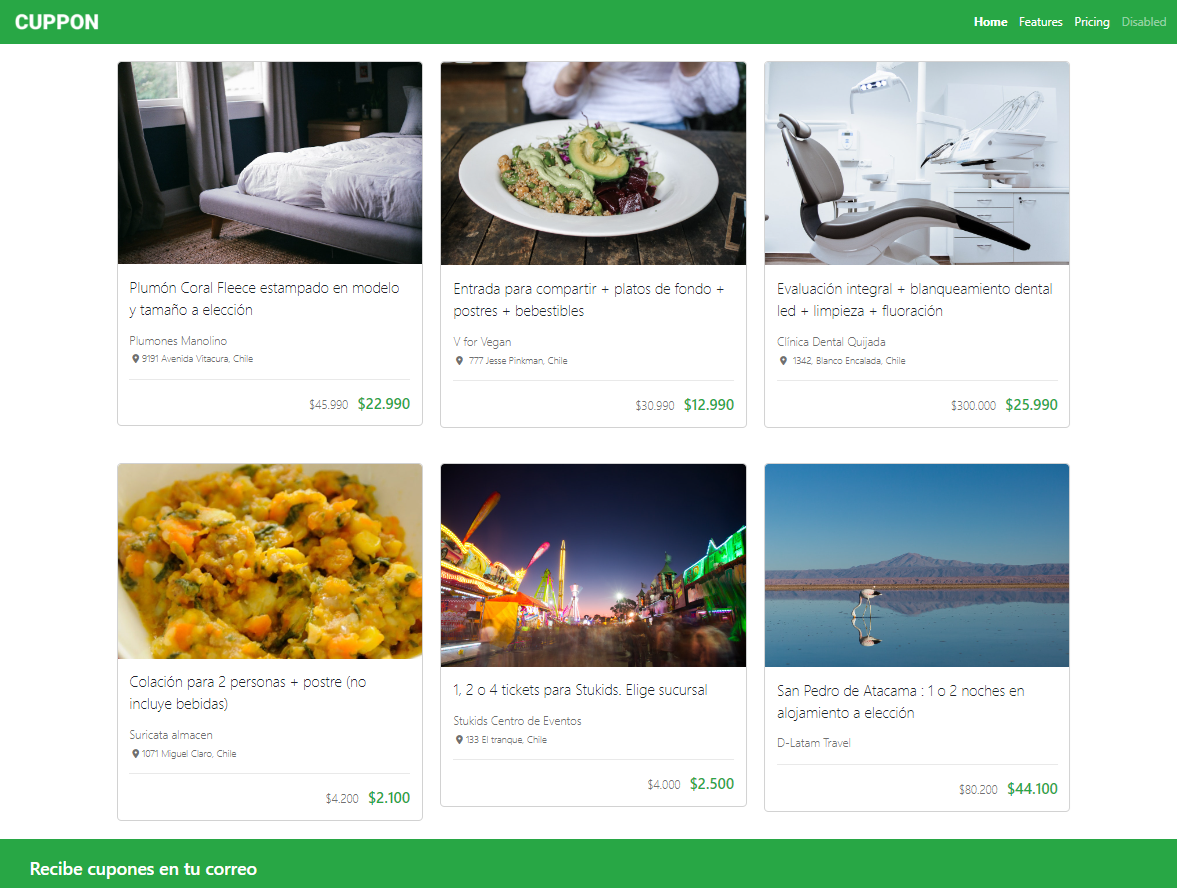 CUPPON
Home Features Pricing Disabled
Plumón Coral Fleece estampado en modelo
y tamaño a elección
Plumones Manolino
9191 Avenida Vitacura, Chile
$45.990 $22.990
Entrada para compartir + platos de fondo +
postres + bebestibles
V for Vegan
777 Jesse Pinkman, Chile
$30.990 $12.990
Evaluación integral + blanqueamiento dental
led + limpieza + fluoración
Clínica Dental Quijada
1342, Blanco Encalada, Chile
$300.000 $25.990
Colación para 2 personas + postre (no
incluye bebidas)
Suricata almacen
1071 Miguel Claro, Chile
$4.200 $2.100
1, 2 o 4 tickets para Stukids. Elige sucursal
Stukids Centro de Eventos
133 El tranque, Chile
$4.000 $2.500
San Pedro de Atacama : 1 o 2 noches en
alojamiento a elección
D-Latam Travel
$80.200 $44.100
Recibe cupones en tu correo